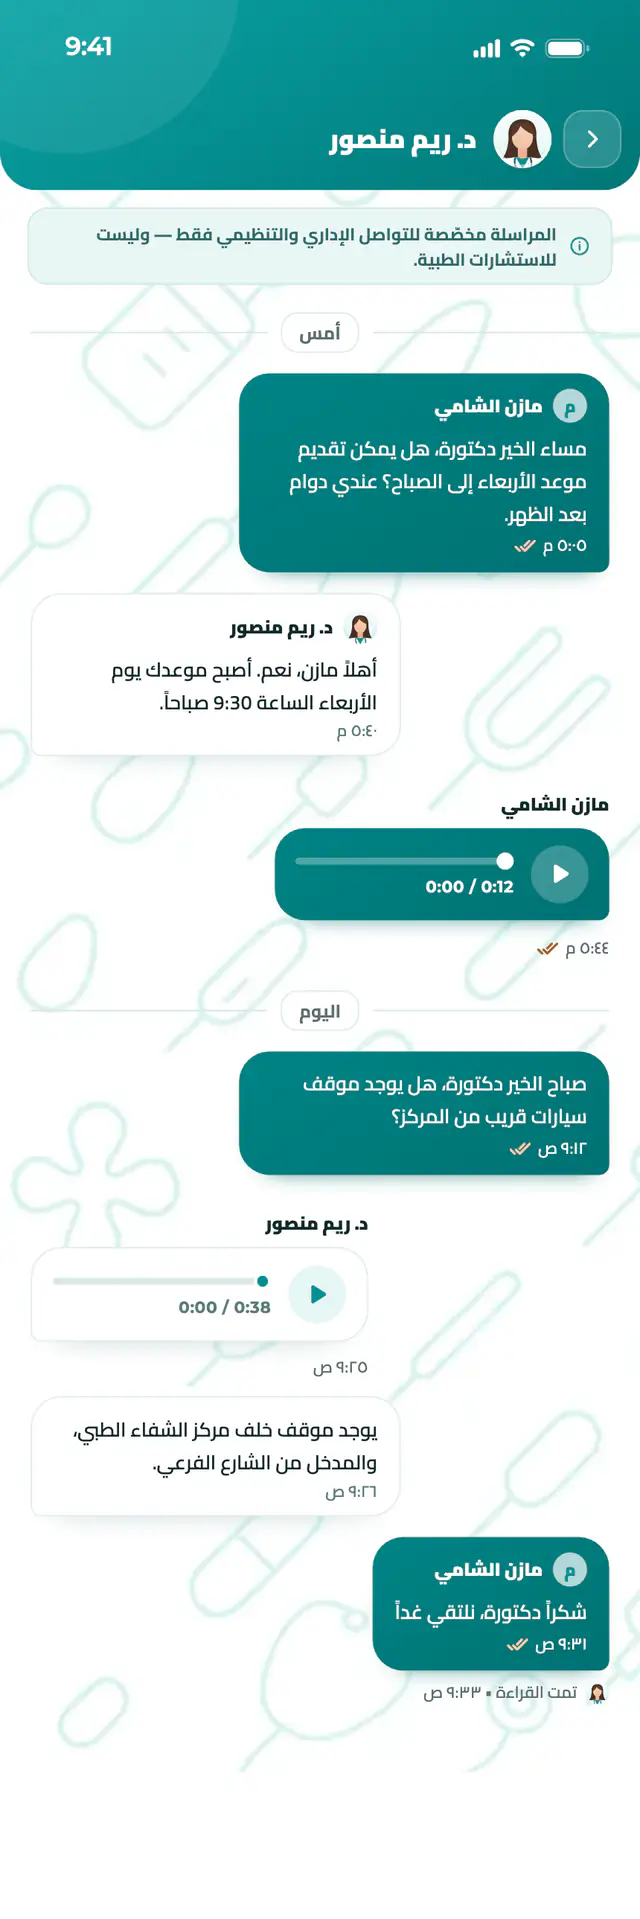 9:41
د. ريم منصور
المراسلة مخصّصة للتواصل الإداري والتنظيمي فقط — وليست
للاستشارات الطبية.
أمس
م
مازن الشامي
مساء الخير دكتورة، هل يمكن تقديم
موعد الأربعاء إلى الصباح؟ عندي دوام
بعد الظهر.
٥:٠٥ م
د. ريم منصور
أهلاً مازن، نعم. أصبح موعدك يوم
الأربعاء الساعة 9:30 صباحاً.
٥:٤٠ م
مازن الشامي
0:00 / 0:12
٥:٤٤ م
اليوم
صباح الخير دكتورة، هل يوجد موقف
سيارات قريب من المركز؟
٩:١٢ ص
د. ريم منصور
0:00 / 0:38
٩:٢٥ ص
يوجد موقف خلف مركز الشفاء الطبي،
والمدخل من الشارع الفرعي.
٩:٢٦ ص
م
مازن الشامي
شكراً دكتورة، نلتقي غداً
٩:٣١ ص
تمت القراءة • ٩:٣٣ ص